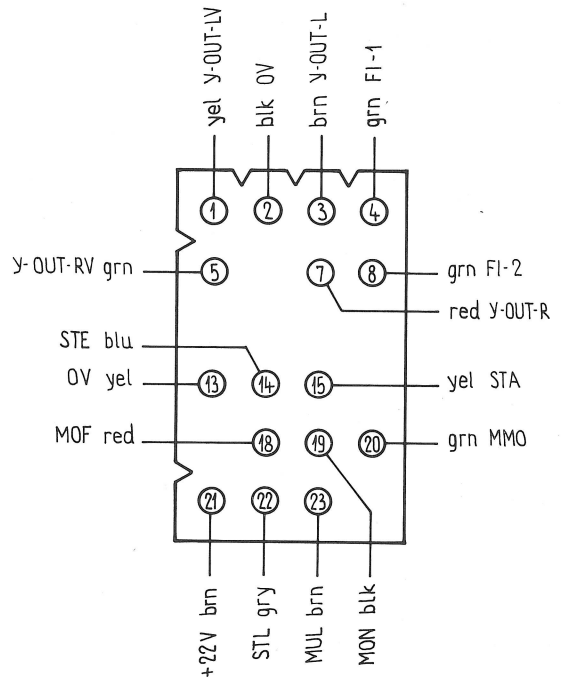 yel Y-OUT-LV
blk OV
brn Y-OUT-L
grn FI-1
1
2
3
4
Y-OUT-RV grn
5
7
8
grn FI-2
red Y-OUT-R
STE blu
OV yel
13
14
15
yel STA
MOF red
18
19
20
grn MMO
21
22
23
+22V brn
STL gry
MUL brn
MON blk